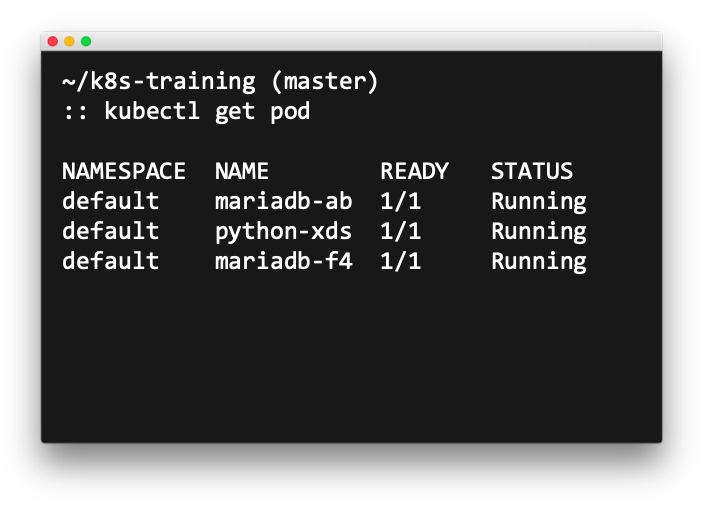 ~/k8s-training (master)
:: kubectl get pod
NAMESPACE  NAME        READY   STATUS
default    mariadb-ab  1/1     Running
default    python-xds  1/1     Running
default    mariadb-f4  1/1     Running